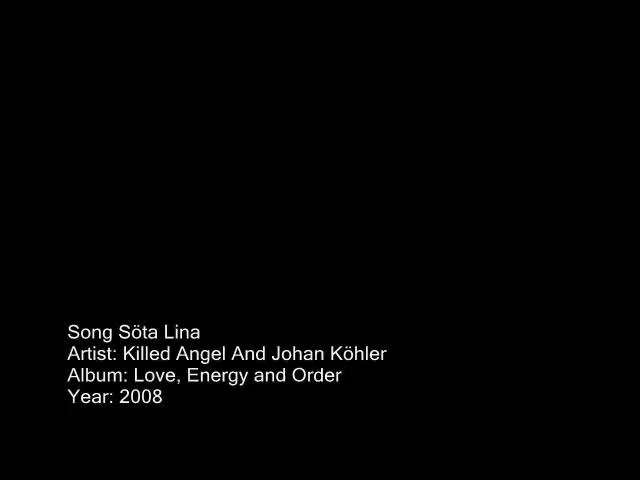 Song Söta Lina
Artist: Killed Angel And Johan Köhler
Album: Love, Energy and Order
Year: 2008